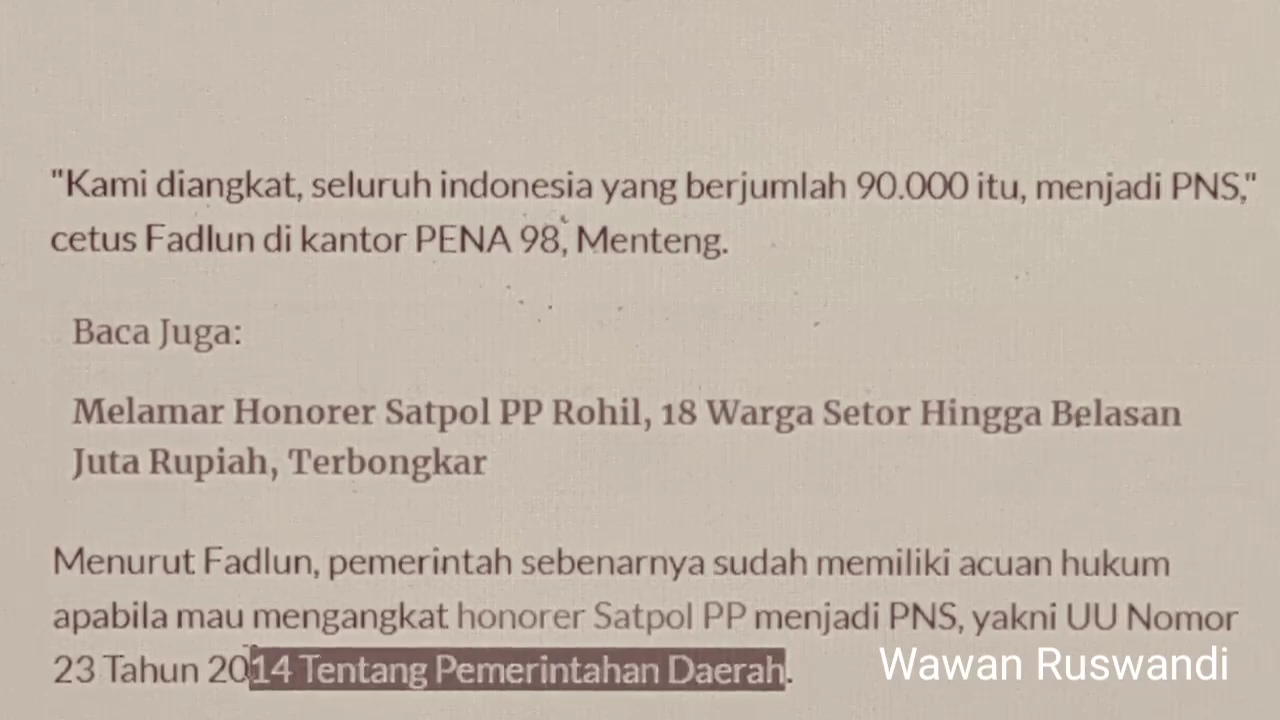 "Kami diangkat, seluruh indonesia yang berjumlah 90.000 itu, menjadi PNS,"
cetus Fadlun di kantor PENA 98, Menteng.
Baca Juga:
Melamar Honorer Satpol PP Rohil, 18 Warga Setor Hingga Belasan
Juta Rupiah, Terbongkar
Menurut Fadlun, pemerintah sebenarnya sudah memiliki acuan hukum
apabila mau mengangkat honorer Satpol PP menjadi PNS, yakni UU Nomor
23 Tahun 2014 Tentang Pemerintahan Daerah.
Wawan Ruswandi